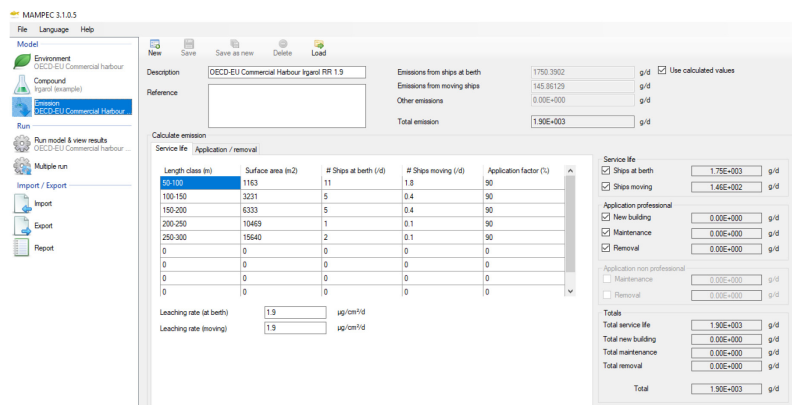 MAMPEC 3.1.0.5
File Language Help
Model
Environment
OECD-EU Commercial harbour
Compound
Irgarol (example)
Emission
OECD-EU Commercial Harbour ...
Run
Run model & view results
OECD-EU Commercial harbour ...
Multiple run
Import / Export
Import
Export
Report
New Save Save as new Delete Load
Description OECD-EU Commercial Harbour Irgarol RR 1.9
Reference
Emissions from ships at berth 1750.3902 g/d Use calculated values
Emissions from moving ships 145.86129 g/d
Other emissions 0.00E+000 g/d
Total emission 1.90E+003 g/d
Calculate emission
Service life Application / removal
Length class (m) Surface area (m2) # Ships at berth (/d) # Ships moving (/d) Application factor (%)
50-100 1163 11 1.8 90
100-150 3231 5 0.4 90
150-200 6333 5 0.4 90
200-250 10469 1 0.1 90
250-300 15640 2 0.1 90
0 0 0 0 0
0 0 0 0 0
0 0 0 0 0
0 0 0 0 0
Leaching rate (at berth) 1.9 µg/cm²/d
Leaching rate (moving) 1.9 µg/cm²/d
Service life
Ships at berth 1.75E+003 g/d
Ships moving 1.46E+002 g/d
Application professional
New building 0.00E+000 g/d
Maintenance 0.00E+000 g/d
Removal 0.00E+000 g/d
Application non professional
Maintenance 0.00E+000 g/d
Removal 0.00E+000 g/d
Totals
Total service life 1.90E+003 g/d
Total new building 0.00E+000 g/d
Total maintenance 0.00E+000 g/d
Total removal 0.00E+000 g/d
Total 1.90E+003 g/d